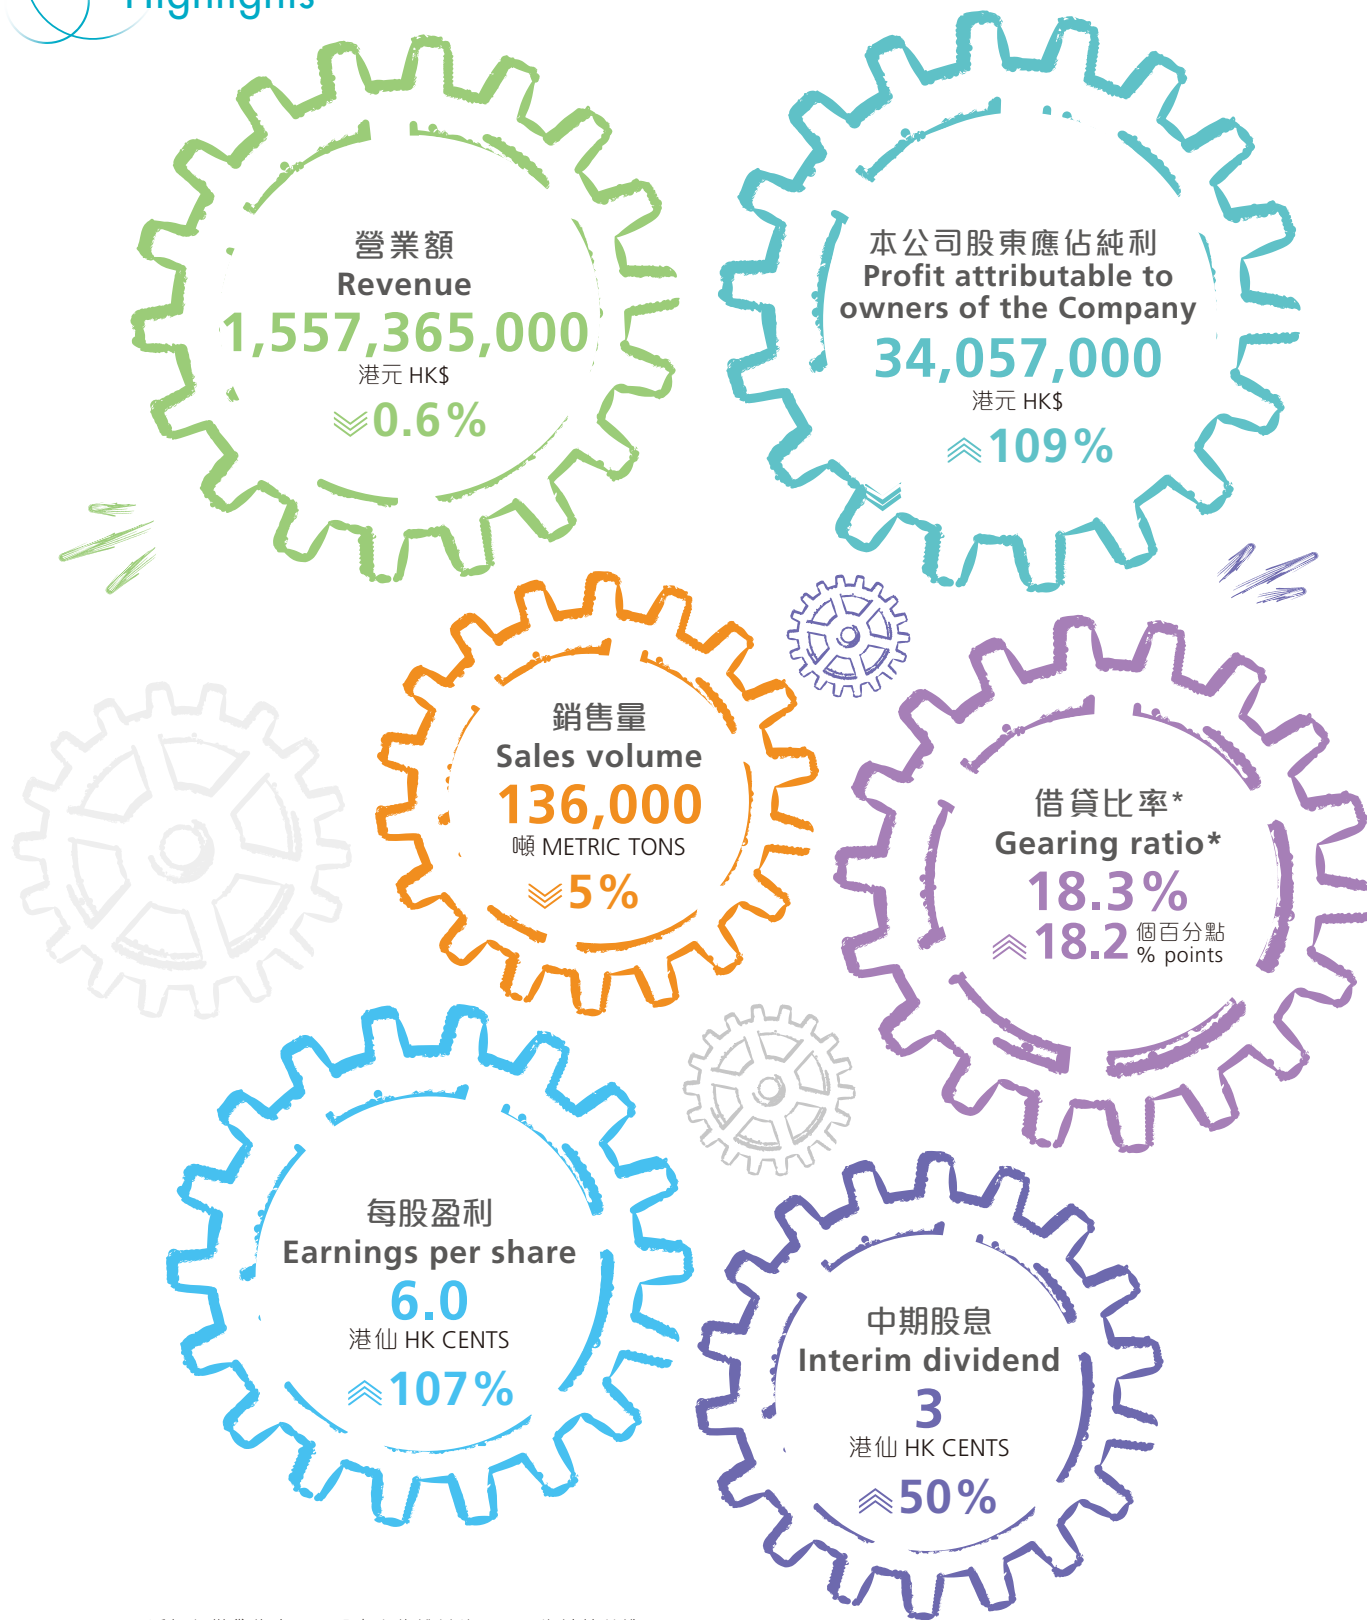 Highlights
營業額
Revenue
1,557,365,000
港元 HK$
0.6%
本公司股東應佔純利
Profit attributable to
owners of the Company
34,057,000
港元 HK$
109%
銷售量
Sales volume
136,000
噸 METRIC TONS
5%
借貸比率*
Gearing ratio*
18.3%
18.2 個百分點
% points
每股盈利
Earnings per share
6.0
港仙 HK CENTS
107%
中期股息
Interim dividend
3
港仙 HK CENTS
50%